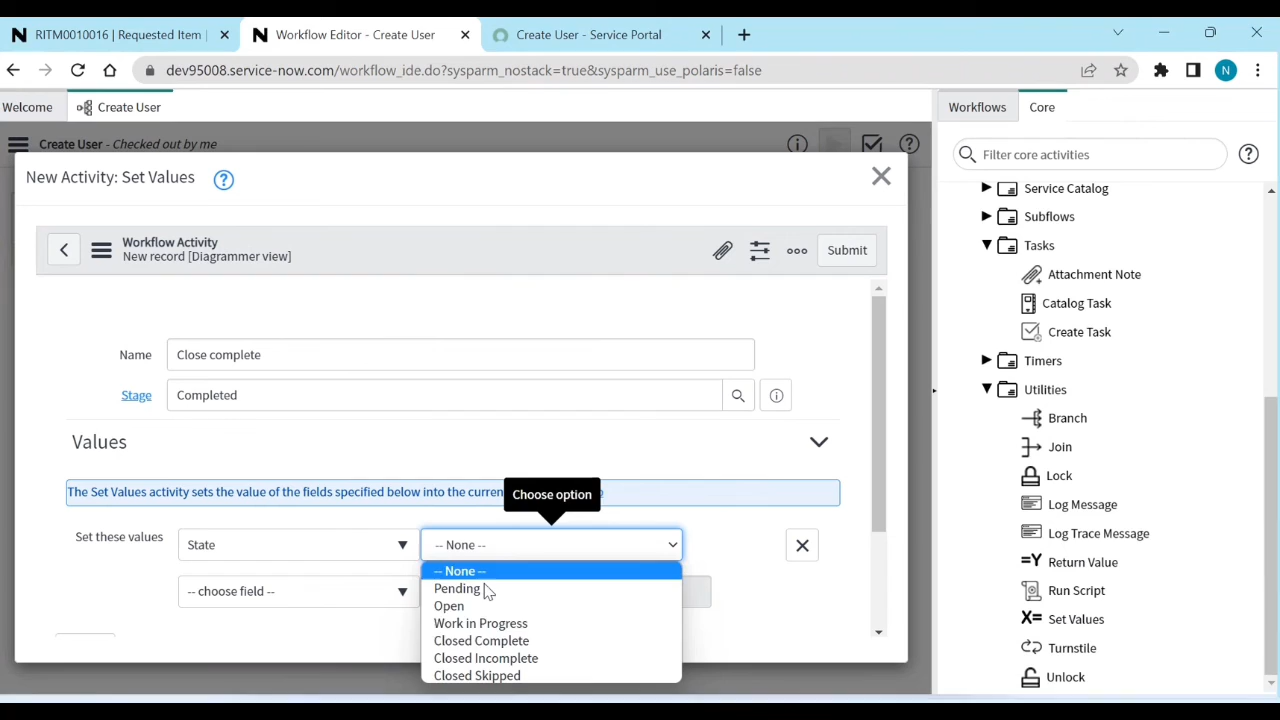 RITM0010016 | Requested Item |
Workflow Editor - Create User
Create User - Service Portal
dev95008.service-now.com/workflow_ide.do?sysparm_nostack=true&sysparm_use_polaris=false
N
Welcome
Create User
Workflows
Core
Create User - Checked out by me
Filter core activities
New Activity: Set Values
Service Catalog
Subflows
Workflow Activity
New record [Diagrammer view]
Submit
Tasks
Attachment Note
Catalog Task
Create Task
Name
Close complete
Timers
Stage
Completed
Utilities
Branch
Values
Join
Lock
The Set Values activity sets the value of the fields specified below into the
Choose option
Log Message
Set these values
State
-- None --
Log Trace Message
-- None --
Return Value
-- choose field --
Pending
Run Script
Open
Work in Progress
Set Values
Closed Complete
Turnstile
Closed Incomplete
Closed Skipped
Unlock